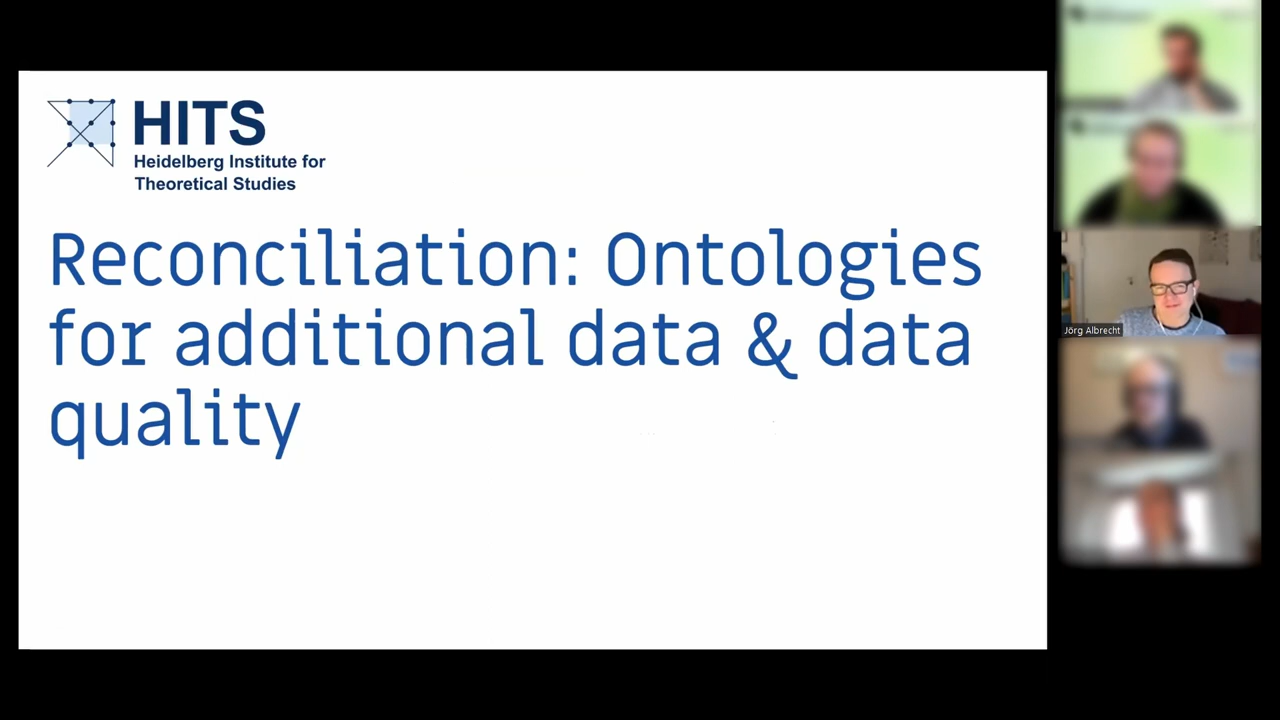 HITS
Heidelberg Institute for
Theoretical Studies
Reconciliation: Ontologies
for additional data & data
quality
Jörg Albrecht